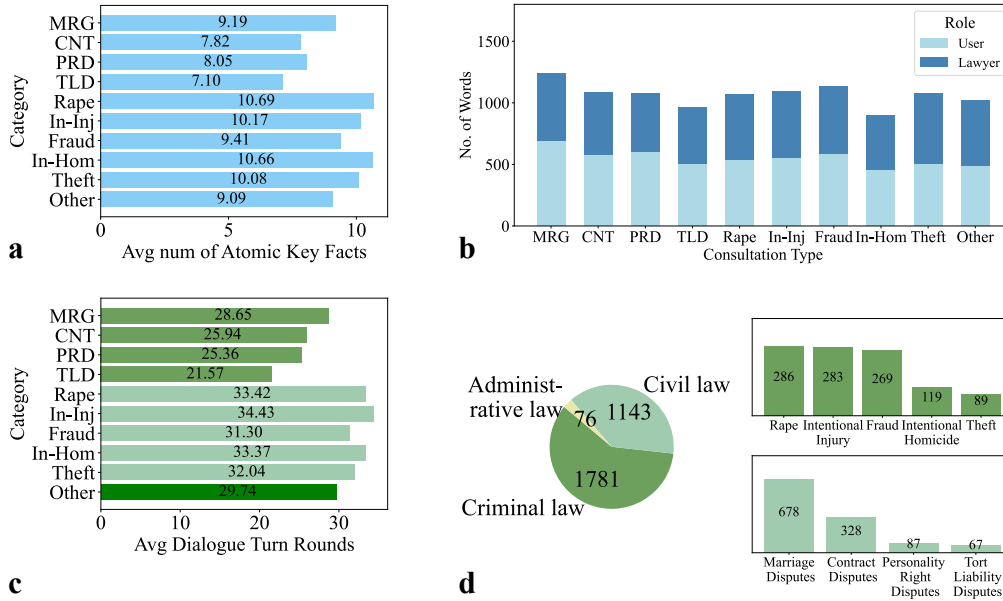 MRG
9.19
CNT
7.82
PRD
8.05
TLD
7.10
Rape
10.69
In-Inj
10.17
Fraud
9.41
In-Hom
10.66
Theft
10.08
Other
9.09
Category
0
5
10
Avg num of Atomic Key Facts
a
1500
1000
500
0
No. of Words
Role
User
Lawyer
MRG
CNT
PRD
TLD
Rape
In-Inj
Fraud
In-Hom
Theft
Other
Consultation Type
b
MRG
28.65
CNT
25.94
PRD
25.36
TLD
21.57
Rape
33.42
In-Inj
34.43
Fraud
31.30
In-Hom
33.37
Theft
32.04
Other
29.74
Category
0
10
20
30
Avg Dialogue Turn Rounds
c
Administ-
rative law
76
1143
Civil law
1781
Criminal law
d
286
283
269
119
89
Rape
Intentional
Injury
Fraud
Intentional
Homicide
Theft
678
328
87
67
Marriage
Disputes
Contract
Disputes
Personality
Right
Disputes
Tort
Liability
Disputes